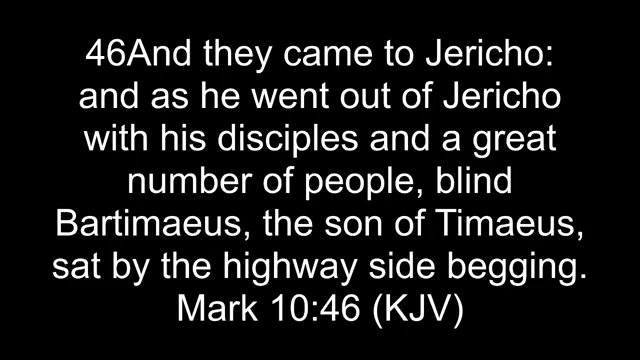 46And they came to Jericho:
and as he went out of Jericho
with his disciples and a great
number of people, blind
Bartimaeus, the son of Timaeus,
sat by the highway side begging.
Mark 10:46 (KJV)